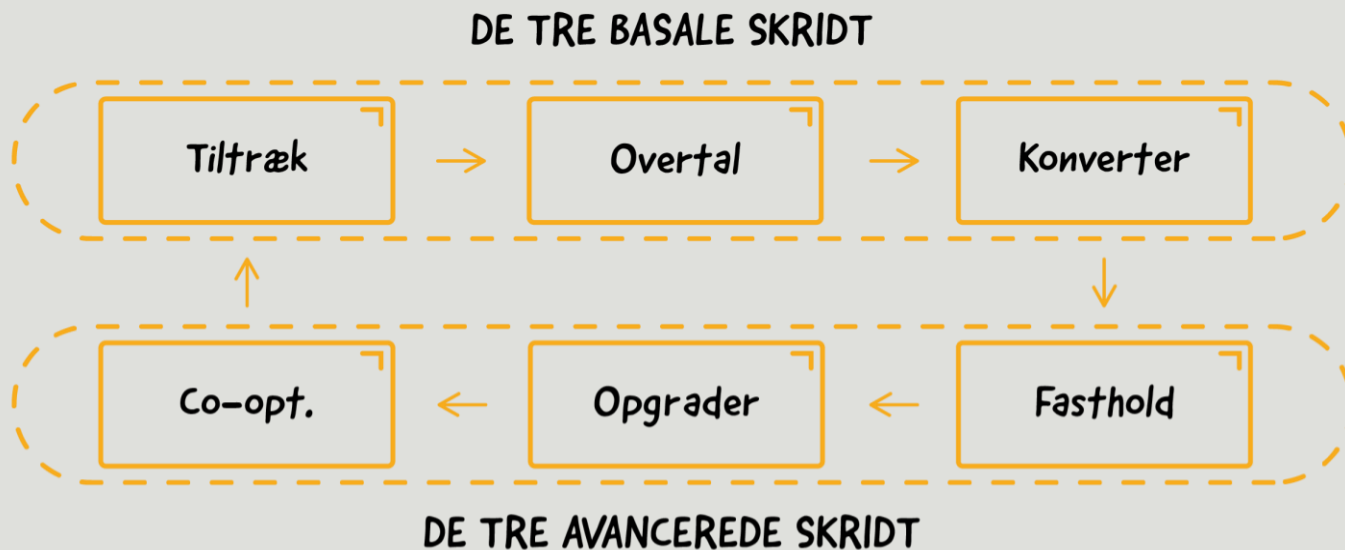 DE TRE BASALE SKRIDT
Tiltræk
Overtal
Konverter
Co-opt.
Opgrader
Fasthold
DE TRE AVANCEREDE SKRIDT